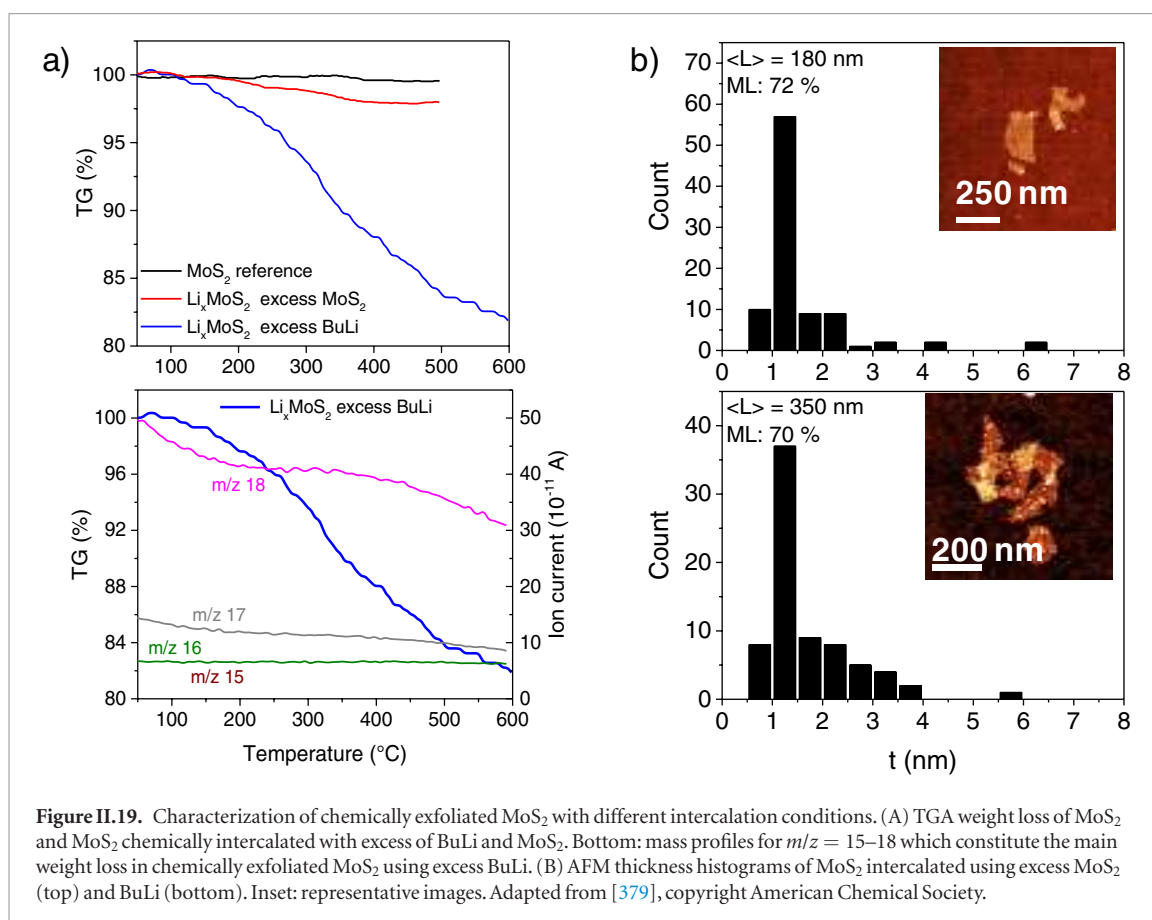 a)
100
95
90
85
80
TG (%)
MoS₂ reference
LiₓMoS₂ excess MoS₂
LiₓMoS₂ excess BuLi
100 200 300 400 500 600
100
96
92
88
84
80
TG (%)
LiₓMoS₂ excess BuLi
m/z 18
m/z 17
m/z 16
m/z 15
50
40
30
20
10
0
Ion current (10⁻¹¹ A)
100 200 300 400 500 600
Temperature (°C)
b)
70
60
50
40
30
20
10
0
Count
<L> = 180 nm
ML: 72 %
250 nm
0 1 2 3 4 5 6 7 8
40
30
20
10
0
Count
<L> = 350 nm
ML: 70 %
200 nm
0 1 2 3 4 5 6 7 8
t (nm)
Figure II.19. Characterization of chemically exfoliated MoS₂ with different intercalation conditions. (A) TGA weight loss of MoS₂
and MoS₂ chemically intercalated with excess of BuLi and MoS₂. Bottom: mass profiles for m/z = 15–18 which constitute the main
weight loss in chemically exfoliated MoS₂ using excess BuLi. (B) AFM thickness histograms of MoS₂ intercalated using excess MoS₂
(top) and BuLi (bottom). Inset: representative images. Adapted from [379], copyright American Chemical Society.